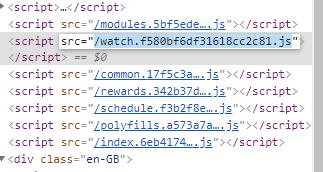 <script>…</script>
<script src="/modules.5bf5ede….js">
</script>
<script src="/watch.f580bf6df31618cc2c81.js"
</script> == $0
<script src="/common.17f5c3a….js"></script>
<script src="/rewards.342b37d….js"></script>
<script src="/schedule.f3b2f8e….js"></script>
<script src="/polyfills.a573a7a….js"></script>
<script src="/index.6eb4174….js"></script>
<div class="en-GB">